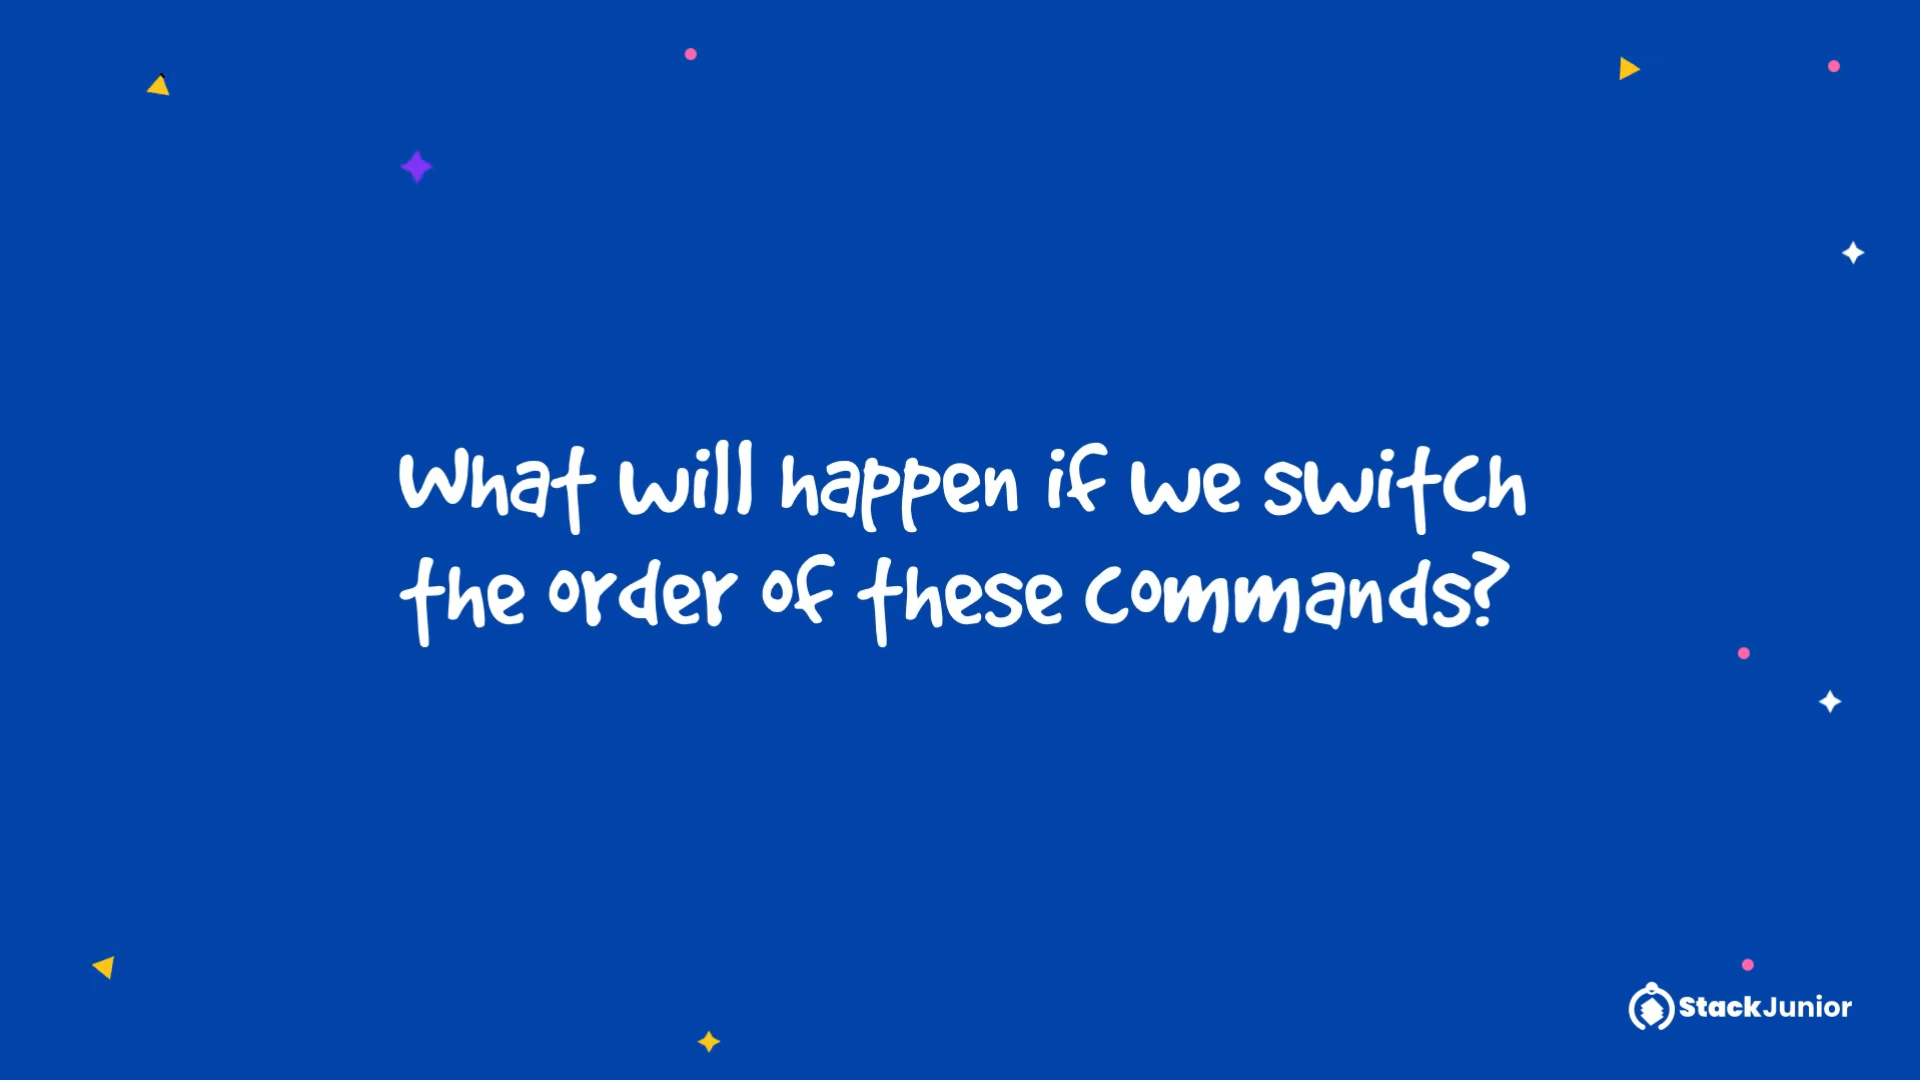 What will happen if we switch
the order of these commands?
StackJunior